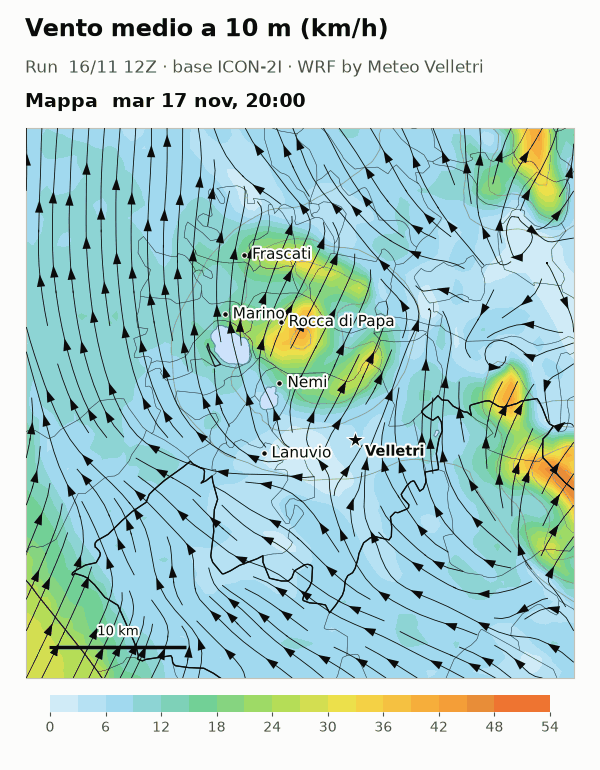 Vento medio a 10 m (km/h)
Run  16/11 12Z · base ICON-2I · WRF by Meteo Velletri
Mappa  mar 17 nov, 20:00
Frascati
Marino
Rocca di Papa
Nemi
Lanuvio
Velletri
10 km
0 6 12 18 24 30 36 42 48 54